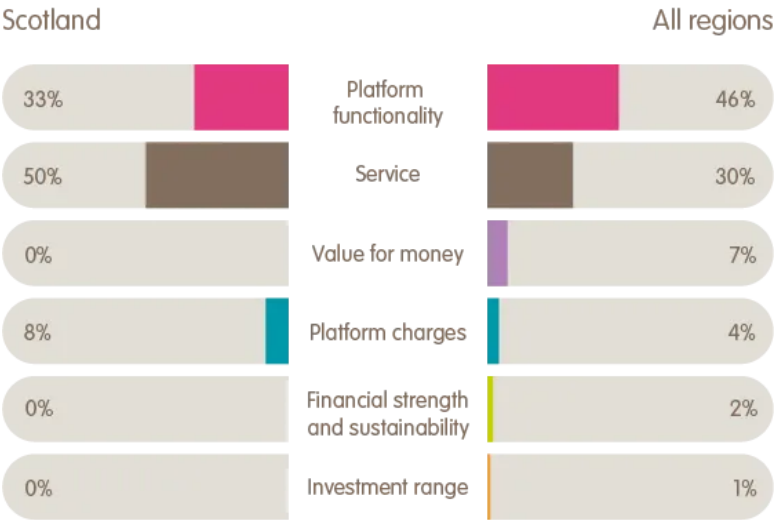 Scotland
All regions
33%
Platform
functionality
46%
50%
Service
30%
0%
Value for money
7%
8%
Platform charges
4%
0%
Financial strength
and sustainability
2%
0%
Investment range
1%